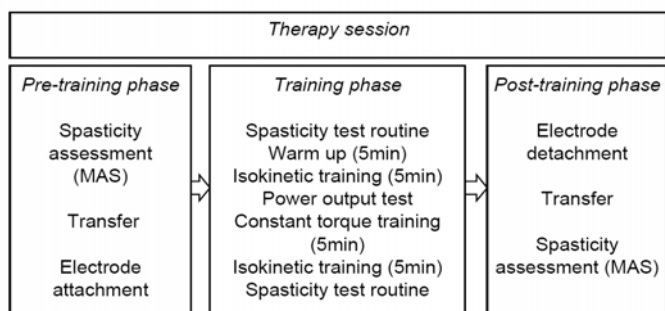 Therapy session
Pre-training phase
Spasticity
assessment
(MAS)
Transfer
Electrode
attachment
Training phase
Spasticity test routine
Warm up (5min)
Isokinetic training (5min)
Power output test
Constant torque training
(5min)
Isokinetic training (5min)
Spasticity test routine
Post-training phase
Electrode
detachment
Transfer
Spasticity
assessment (MAS)